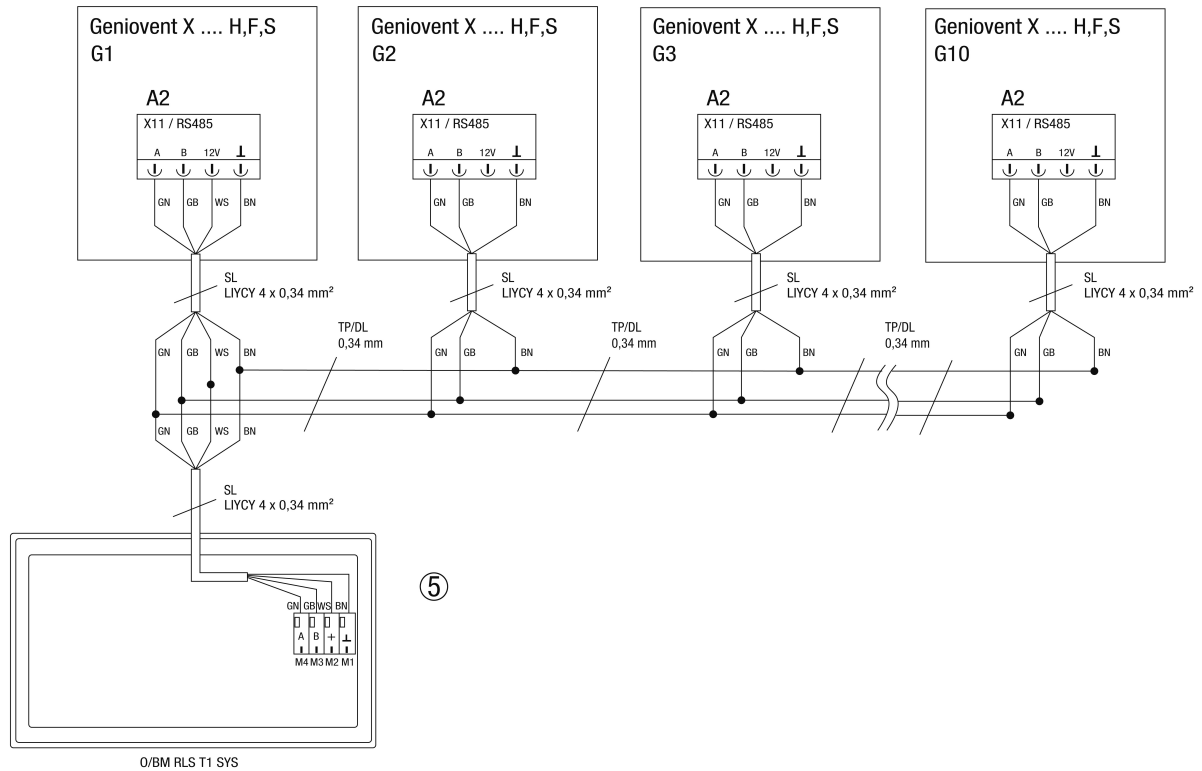 Geniovent X .... H,F,S
G1
A2
X11 / RS485
A B 12V ⊥
GN GB WS BN
SL
LIYCY 4 x 0,34 mm²
Geniovent X .... H,F,S
G2
A2
X11 / RS485
A B 12V ⊥
GN GB BN
SL
LIYCY 4 x 0,34 mm²
Geniovent X .... H,F,S
G3
A2
X11 / RS485
A B 12V ⊥
GN GB BN
SL
LIYCY 4 x 0,34 mm²
Geniovent X .... H,F,S
G10
A2
X11 / RS485
A B 12V ⊥
GN GB BN
SL
LIYCY 4 x 0,34 mm²
GN GB WS BN
TP/DL
0,34 mm
GN GB BN
TP/DL
0,34 mm
GN GB BN
TP/DL
0,34 mm
GN GB BN
GN GB WS BN
SL
LIYCY 4 x 0,34 mm²
5
GN GB WS BN
A B + ⊥
M4 M3 M2 M1
O/BM RLS T1 SYS